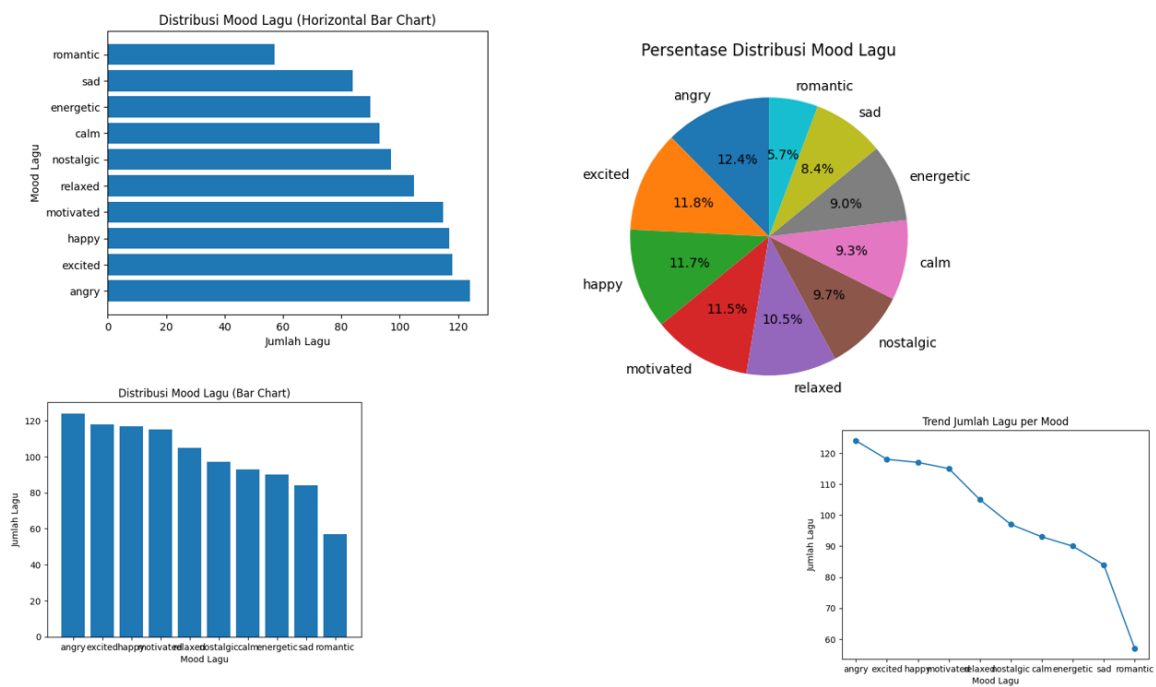 Distribusi Mood Lagu (Horizontal Bar Chart)
Mood Lagu
romantic
sad
energetic
calm
nostalgic
relaxed
motivated
happy
excited
angry
0 20 40 60 80 100 120
Jumlah Lagu
Persentase Distribusi Mood Lagu
romantic
angry
sad
excited
energetic
happy
calm
motivated
nostalgic
relaxed
12.4%
5.7%
8.4%
11.8%
9.0%
11.7%
9.3%
11.5%
9.7%
10.5%
Distribusi Mood Lagu (Bar Chart)
Jumlah Lagu
120
100
80
60
40
20
0
angry excited happy motivated relaxed nostalgic calm energetic sad romantic
Mood Lagu
Trend Jumlah Lagu per Mood
Jumlah Lagu
120
110
100
90
80
70
60
angry excited happy motivated relaxed nostalgic calm energetic sad romantic
Mood Lagu